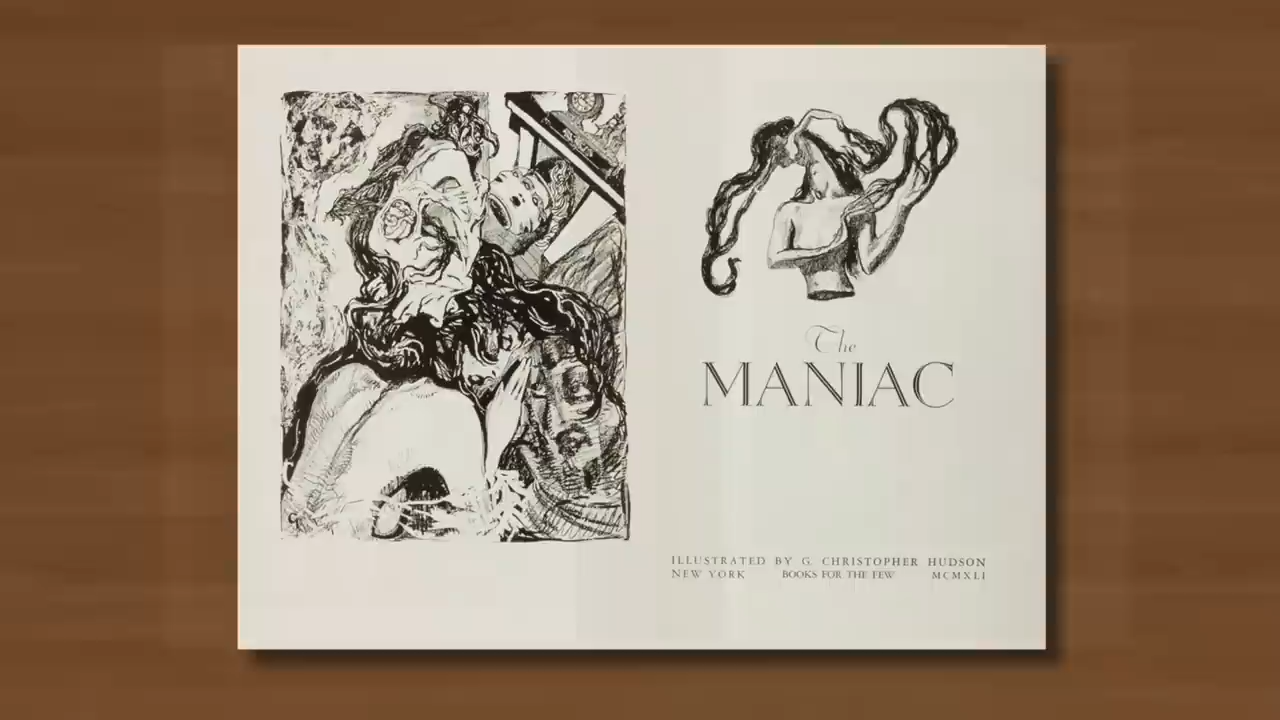 The
MANIAC
ILLUSTRATED BY G. CHRISTOPHER HUDSON
NEW YORK BOOKS FOR THE FEW MCMXLI